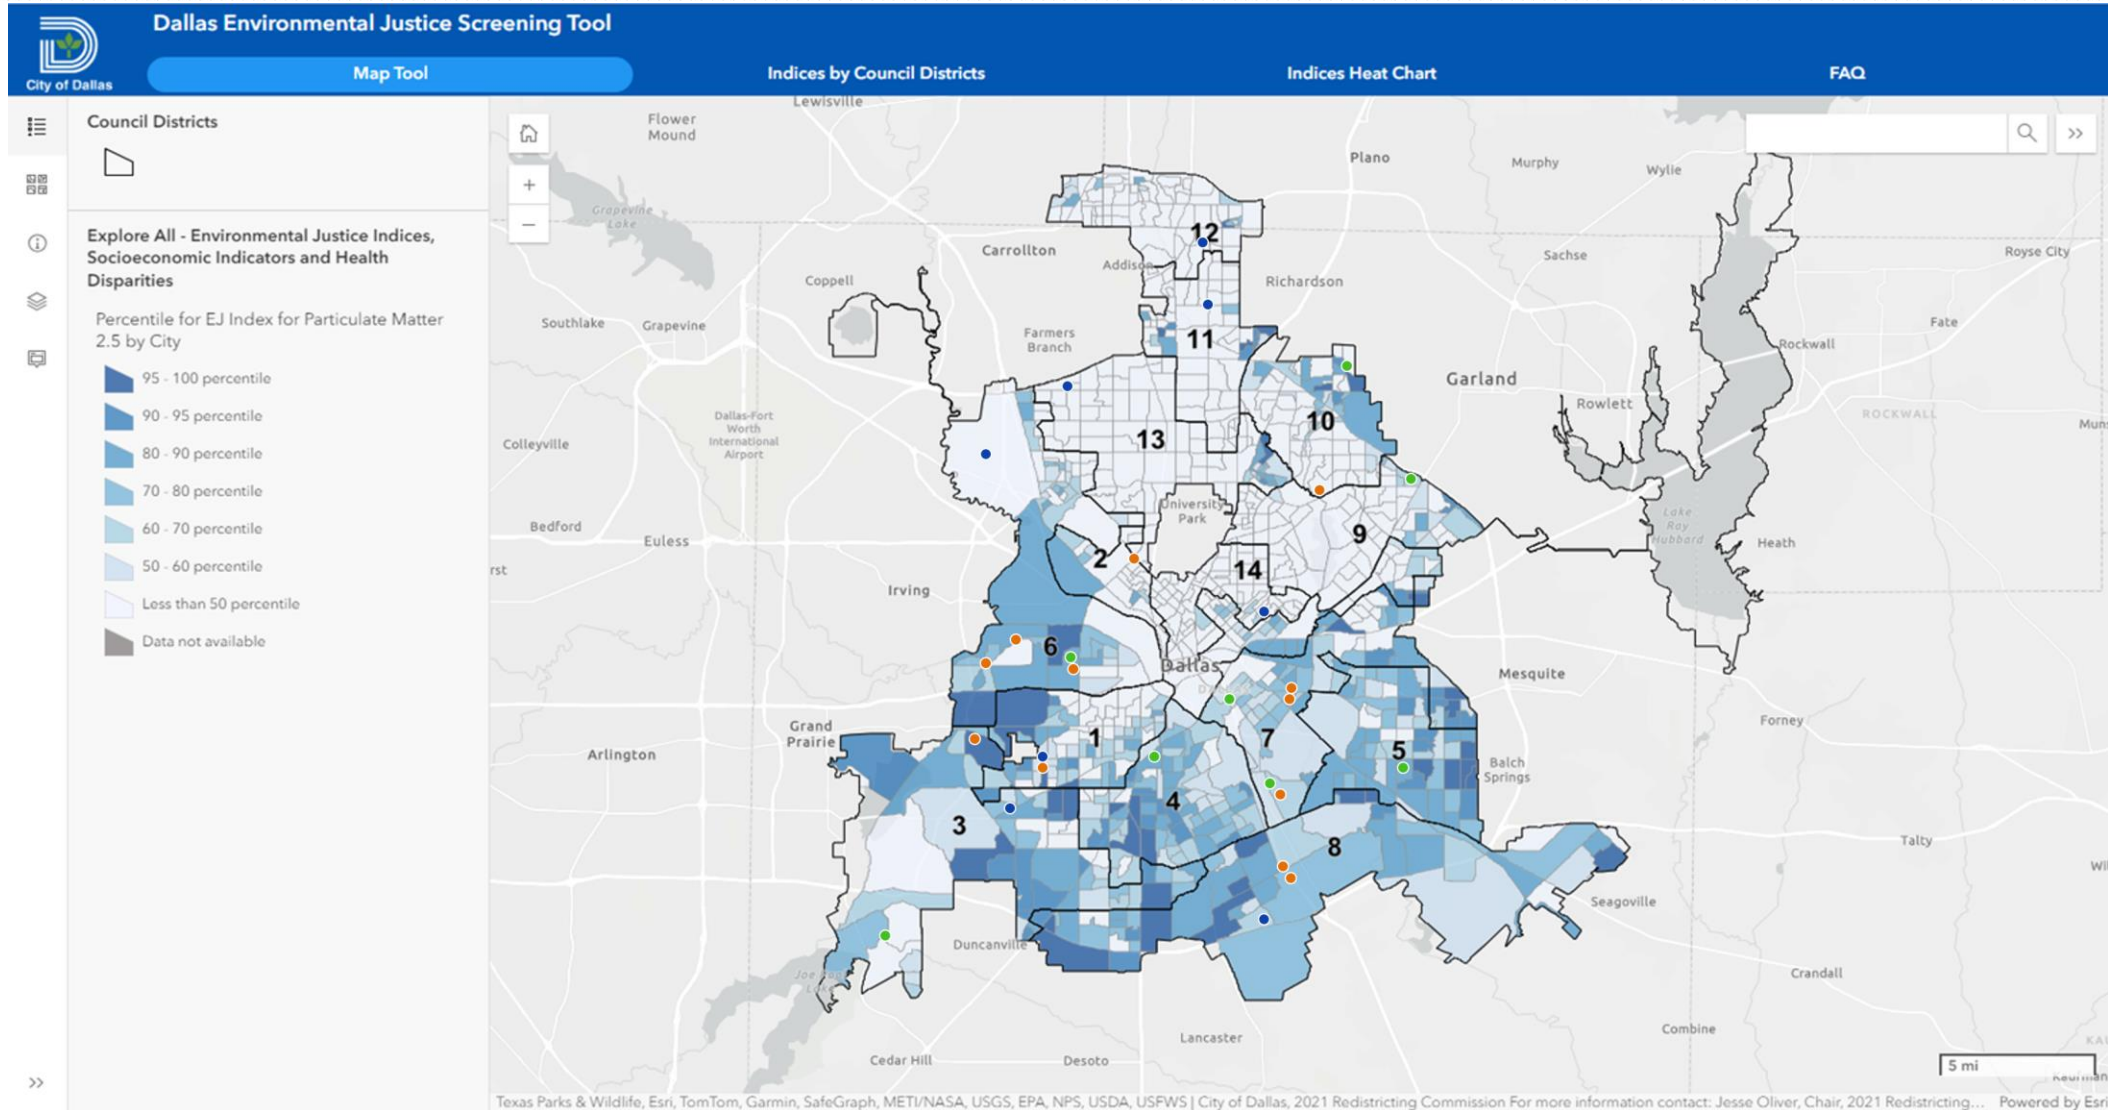 Dallas Environmental Justice Screening Tool
City of Dallas
Map Tool
Indices by Council Districts
Indices Heat Chart
FAQ
Council Districts
Explore All - Environmental Justice Indices,
Socioeconomic Indicators and Health
Disparities
Percentile for EJ Index for Particulate Matter
2.5 by City
95 - 100 percentile
90 - 95 percentile
80 - 90 percentile
70 - 80 percentile
60 - 70 percentile
50 - 60 percentile
Less than 50 percentile
Data not available
Lewisville
Flower
Mound
Plano
Murphy
Wylie
Grapevine
Lake
Carrollton
Addison
12
Sachse
Royse City
Coppell
Richardson
Southlake
Grapevine
Farmers
Branch
11
Fate
Rockwall
Garland
Rowlett
ROCKWALL
Dallas-Fort
Worth
International
Airport
Colleyville
13
10
University
Park
Lake
Ray
Hubbard
Bedford
Euless
9
Heath
2
14
rst
Irving
6
Dallas
Mesquite
Grand
Prairie
Forney
Arlington
1
7
5
Balch
Springs
4
3
8
Talty
Seagoville
Duncanville
Joe Pool
Lake
Crandall
Lancaster
Combine
Cedar Hill
Desoto
5 mi
Texas Parks & Wildlife, Esri, TomTom, Garmin, SafeGraph, METI/NASA, USGS, EPA, NPS, USDA, USFWS | City of Dallas, 2021 Redistricting Commission For more information contact: Jesse Oliver, Chair, 2021 Redistricting... Powered by Esri